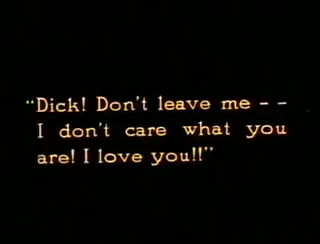 “Dick! Don't leave me - -
I don't care what you
are! I love you!!”